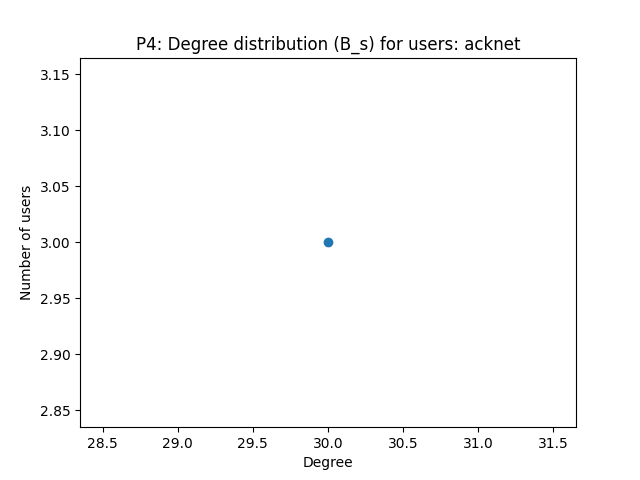 P4: Degree distribution (B_s) for users: acknet
3.15
3.10
3.05
3.00
2.95
2.90
2.85
Number of users
28.5 29.0 29.5 30.0 30.5 31.0 31.5
Degree